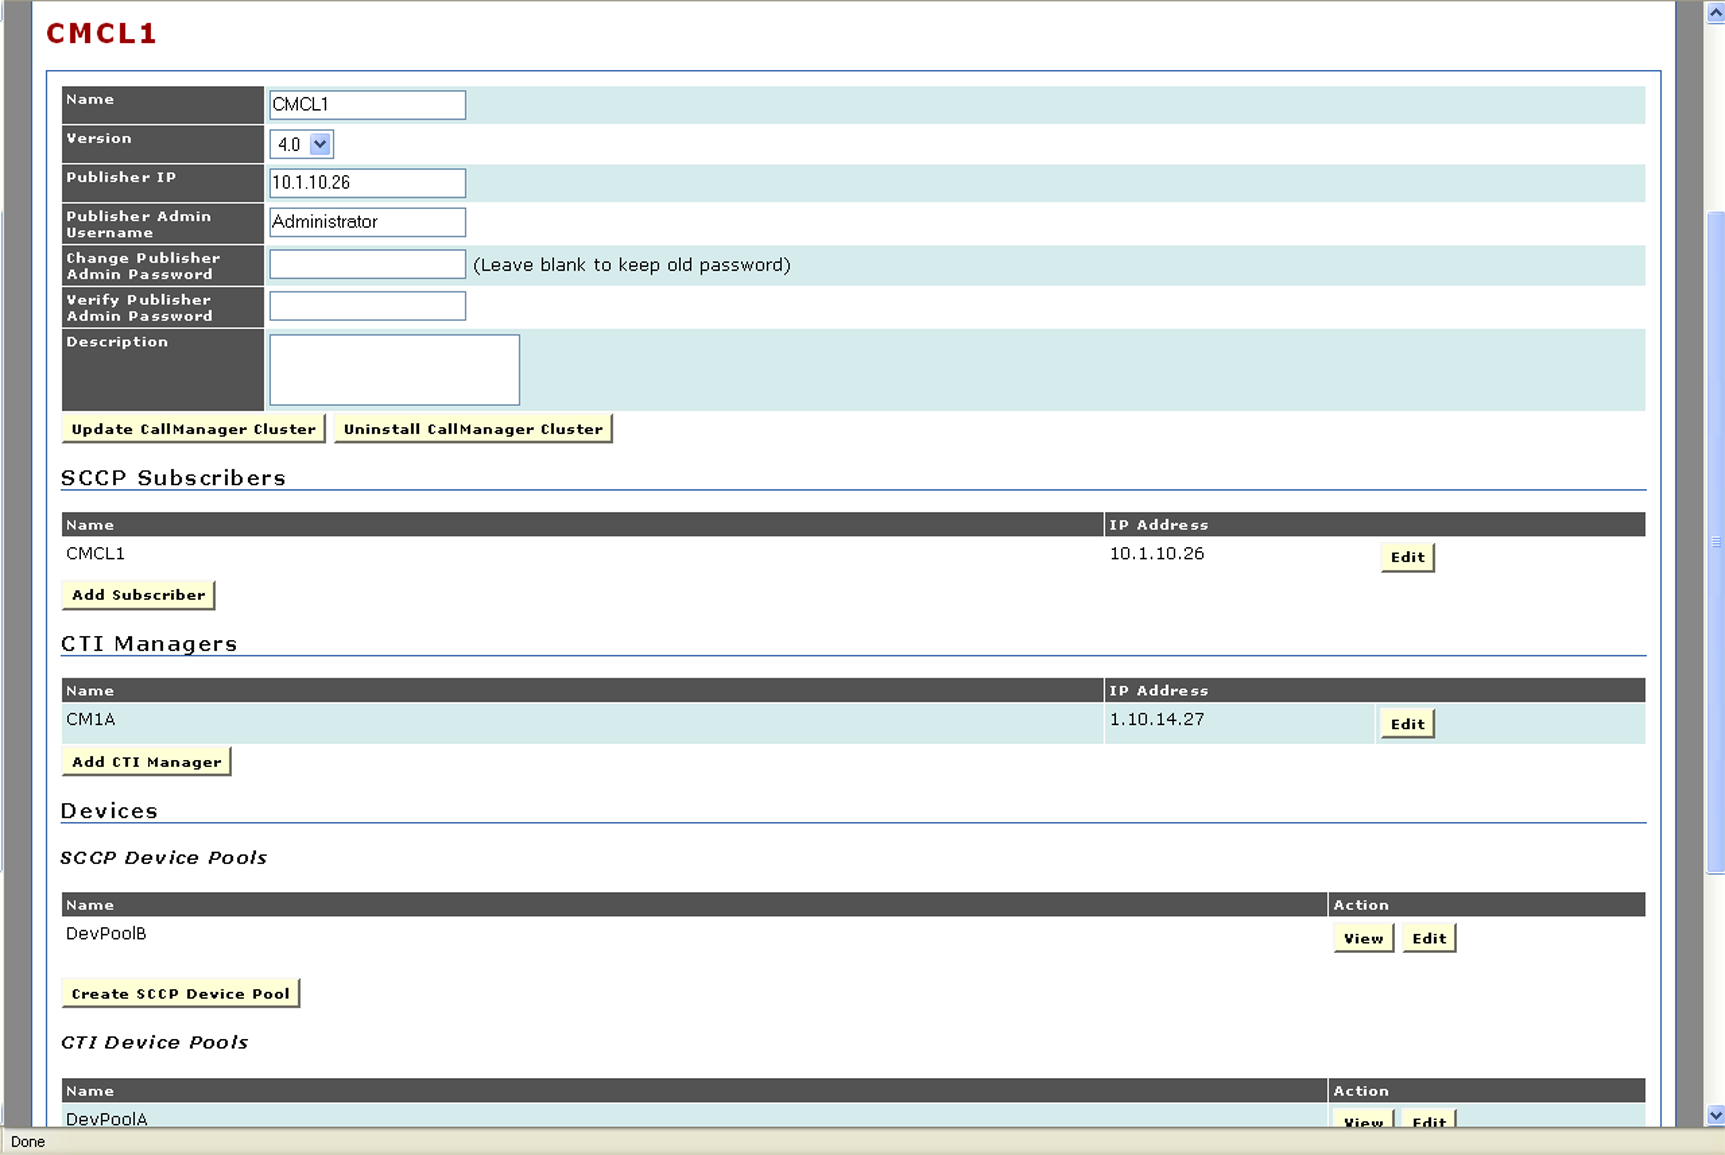 CMCL1
Name CMCL1
Version 4.0
Publisher IP 10.1.10.26
Publisher Admin Administrator
Username
Change Publisher (Leave blank to keep old password)
Admin Password
Verify Publisher
Admin Password
Description
Update CallManager Cluster Uninstall CallManager Cluster
SCCP Subscribers
Name IP Address
CMCL1 10.1.10.26 Edit
Add Subscriber
CTI Managers
Name IP Address
CM1A 1.10.14.27 Edit
Add CTI Manager
Devices
SCCP Device Pools
Name Action
DevPoolB View Edit
Create SCCP Device Pool
CTI Device Pools
Name Action
DevPoolA View Edit
Done